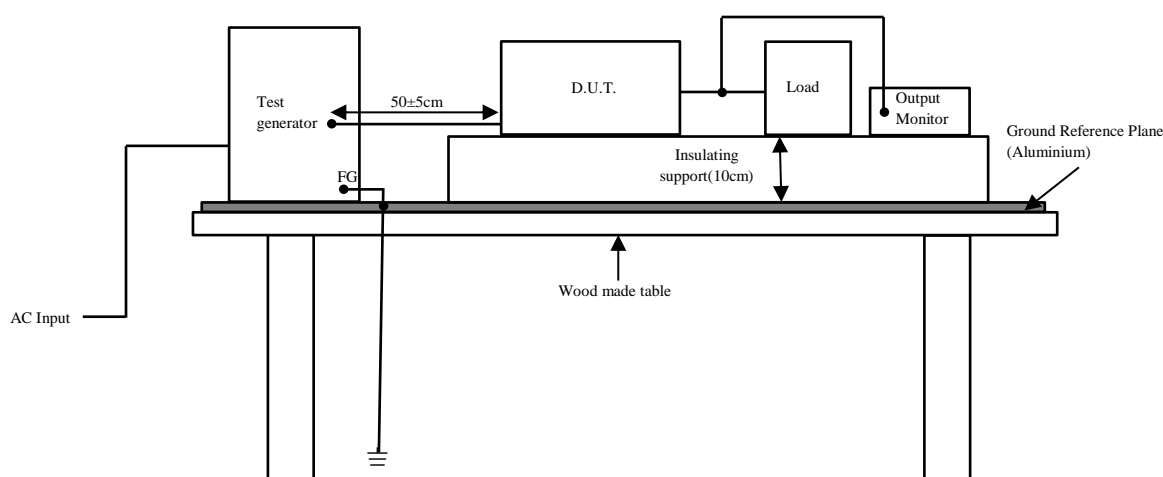 Test
generator
50±5cm
D.U.T.
Load
Output
Monitor
Ground Reference Plane
(Aluminium)
Insulating
support(10cm)
FG
Wood made table
AC Input